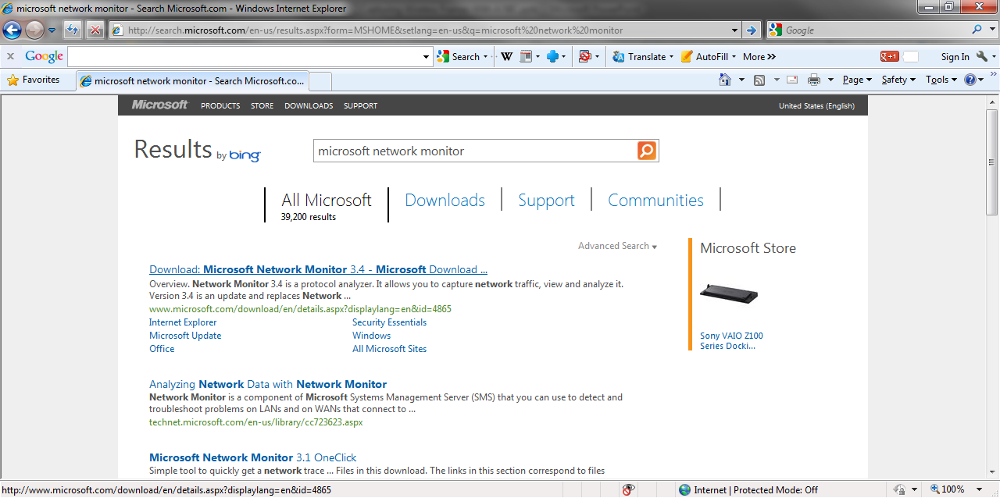 microsoft network monitor - Search Microsoft.com - Windows Internet Explorer
http://search.microsoft.com/en-us/results.aspx?form=MSHOME&setlang=en-us&q=microsoft%20network%20monitor
Google
Google
Search
W
Translate
AutoFill
More »
+1
Sign In
Favorites
microsoft network monitor - Search Microsoft.co...
Page
Safety
Tools
Microsoft PRODUCTS STORE DOWNLOADS SUPPORT
United States (English)
Results by bing
microsoft network monitor
All Microsoft Downloads Support Communities
39,200 results
Advanced Search
Microsoft Store
Download: Microsoft Network Monitor 3.4 - Microsoft Download ...
Overview. Network Monitor 3.4 is a protocol analyzer. It allows you to capture network traffic, view and analyze it.
Version 3.4 is an update and replaces Network ...
www.microsoft.com/download/en/details.aspx?displaylang=en&id=4865
Internet Explorer Security Essentials
Microsoft Update Windows
Office All Microsoft Sites
Sony VAIO Z100
Series Docki...
Analyzing Network Data with Network Monitor
Network Monitor is a component of Microsoft Systems Management Server (SMS) that you can use to detect and
troubleshoot problems on LANs and on WANs that connect to ...
technet.microsoft.com/en-us/library/cc723623.aspx
Microsoft Network Monitor 3.1 OneClick
Simple tool to quickly get a network trace ... Files in this download. The links in this section correspond to files
http://www.microsoft.com/download/en/details.aspx?displaylang=en&id=4865
Internet | Protected Mode: Off
100%